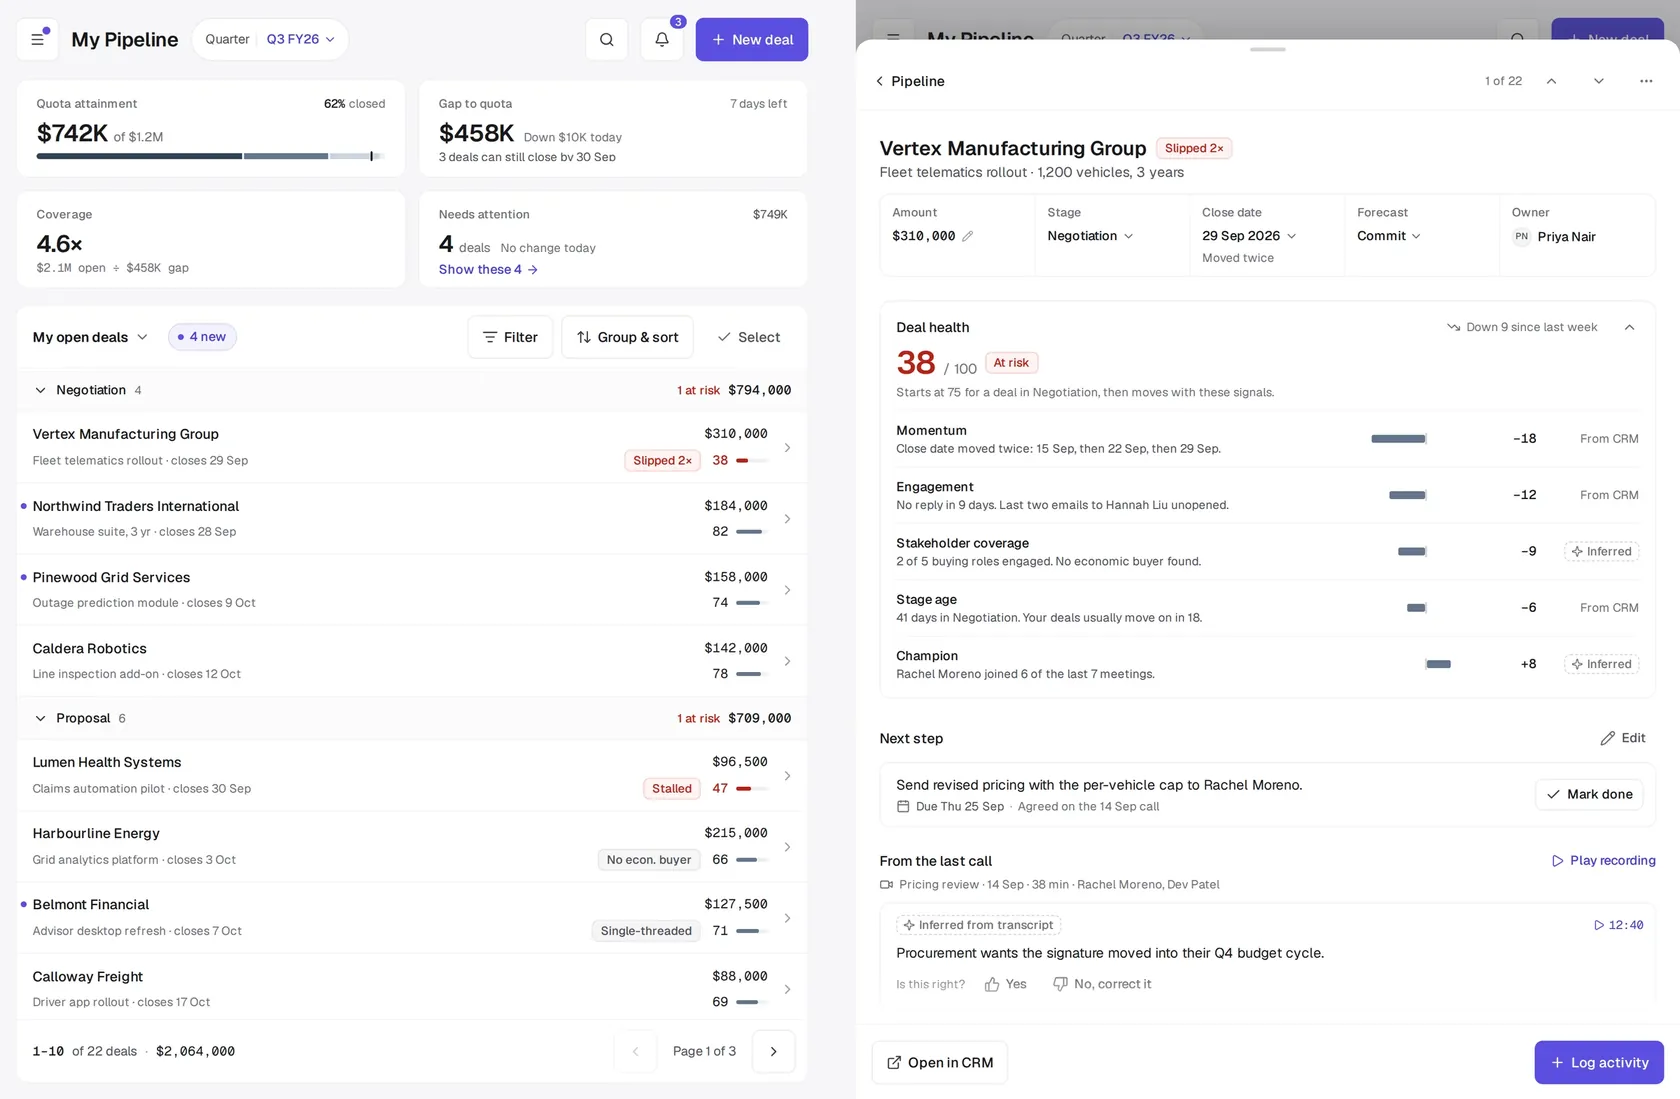 My Pipeline
Quarter Q3 FY26
3
New deal
Quota attainment 62% closed
$742K of $1.2M
Gap to quota 7 days left
$458K Down $10K today
3 deals can still close by 30 Sep
Coverage
4.6×
$2.1M open ÷ $458K gap
Needs attention $749K
4 deals No change today
Show these 4 →
My open deals 4 new
Filter
Group & sort
Select
Negotiation 4 1 at risk $794,000
Vertex Manufacturing Group $310,000
Fleet telematics rollout · closes 29 Sep Slipped 2× 38
Northwind Traders International $184,000
Warehouse suite, 3 yr · closes 28 Sep 82
Pinewood Grid Services $158,000
Outage prediction module · closes 9 Oct 74
Caldera Robotics $142,000
Line inspection add-on · closes 12 Oct 78
Proposal 6 1 at risk $709,000
Lumen Health Systems $96,500
Claims automation pilot · closes 30 Sep Stalled 47
Harbourline Energy $215,000
Grid analytics platform · closes 3 Oct No econ. buyer 66
Belmont Financial $127,500
Advisor desktop refresh · closes 7 Oct Single-threaded 71
Calloway Freight $88,000
Driver app rollout · closes 17 Oct 69
1–10 of 22 deals · $2,064,000
Page 1 of 3
My Pipeline Quarter Q3 FY26 New deal
Pipeline 1 of 22
Vertex Manufacturing Group Slipped 2×
Fleet telematics rollout · 1,200 vehicles, 3 years
Amount
$310,000
Stage
Negotiation
Close date
29 Sep 2026
Moved twice
Forecast
Commit
Owner
PN Priya Nair
Deal health Down 9 since last week
38 / 100 At risk
Starts at 75 for a deal in Negotiation, then moves with these signals.
Momentum −18 From CRM
Close date moved twice: 15 Sep, then 22 Sep, then 29 Sep.
Engagement −12 From CRM
No reply in 9 days. Last two emails to Hannah Liu unopened.
Stakeholder coverage −9 Inferred
2 of 5 buying roles engaged. No economic buyer found.
Stage age −6 From CRM
41 days in Negotiation. Your deals usually move on in 18.
Champion +8 Inferred
Rachel Moreno joined 6 of the last 7 meetings.
Next step Edit
Send revised pricing with the per-vehicle cap to Rachel Moreno.
Due Thu 25 Sep · Agreed on the 14 Sep call
Mark done
From the last call Play recording
Pricing review · 14 Sep · 38 min · Rachel Moreno, Dev Patel
Inferred from transcript 12:40
Procurement wants the signature moved into their Q4 budget cycle.
Is this right? Yes No, correct it
Open in CRM
Log activity